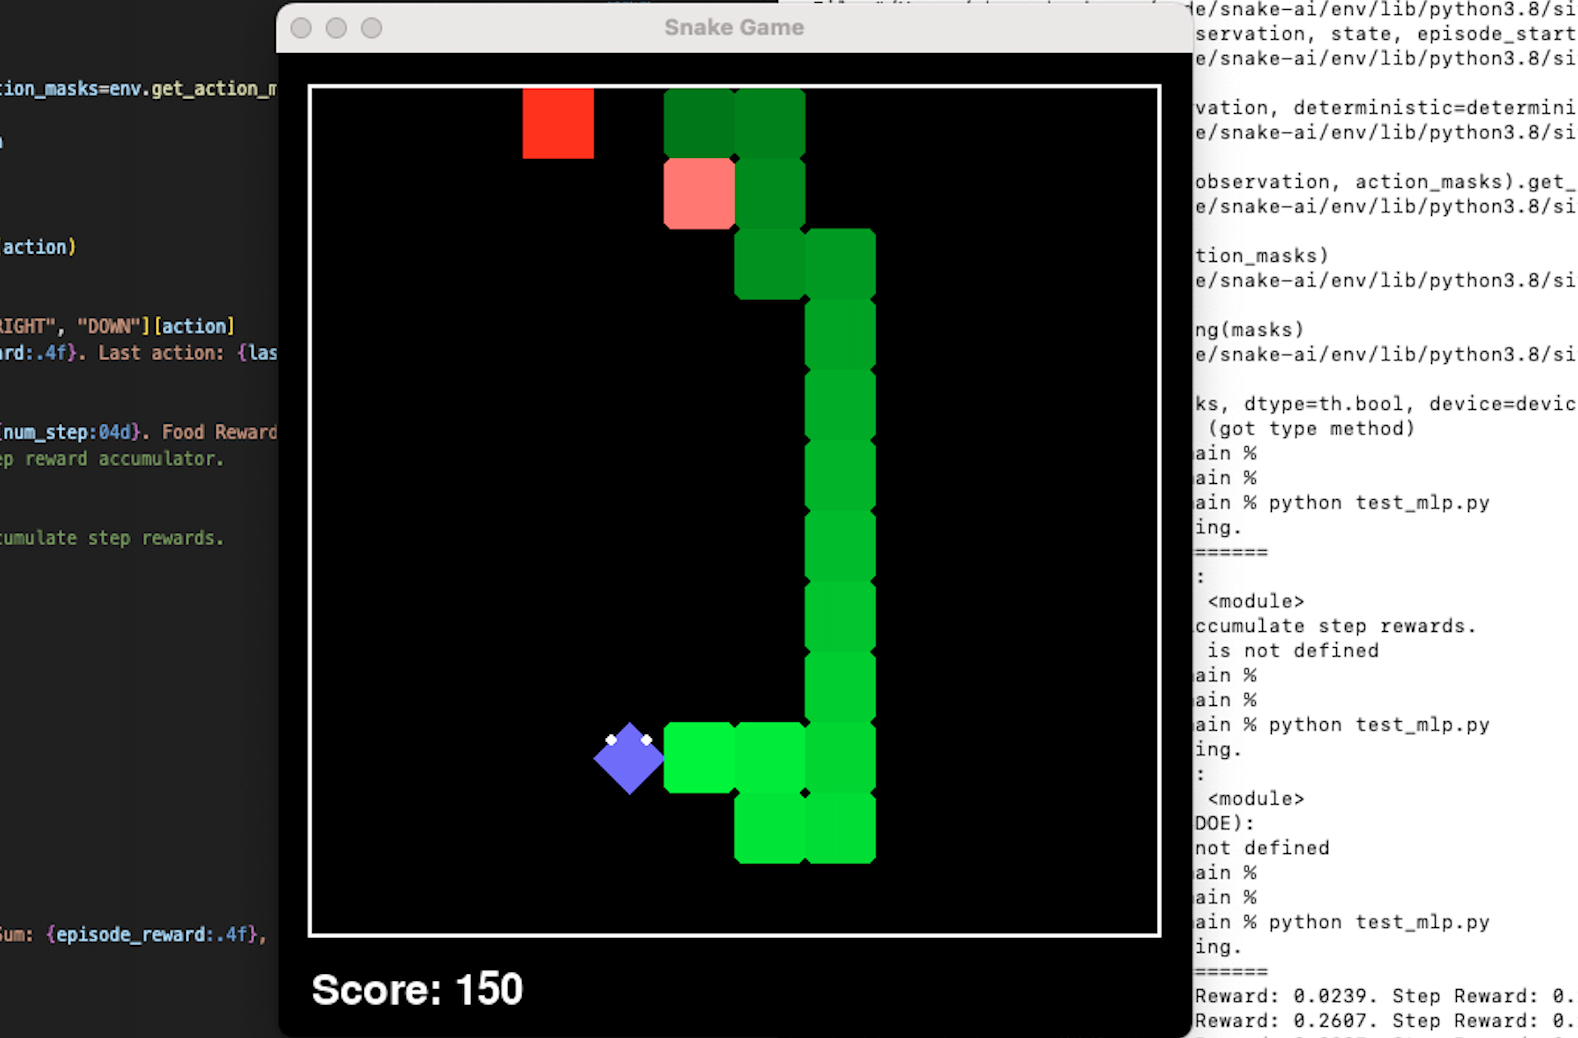 Snake Game
tion_masks=env.get_action_m
action)
RIGHT", "DOWN"][action]
ard:.4f}. Last action: {las
num_step:04d}. Food Reward
ep reward accumulator.
cumulate step rewards.
Sum: {episode_reward:.4f},
Score: 150
e/snake-ai/env/lib/python3.8/si
servation, state, episode_start
e/snake-ai/env/lib/python3.8/si
vation, deterministic=determini
e/snake-ai/env/lib/python3.8/si
observation, action_masks).get_
e/snake-ai/env/lib/python3.8/si
tion_masks)
e/snake-ai/env/lib/python3.8/si
ng(masks)
e/snake-ai/env/lib/python3.8/si
ks, dtype=th.bool, device=devic
(got type method)
ain %
ain %
ain % python test_mlp.py
ing.
======
:
<module>
ccumulate step rewards.
is not defined
ain %
ain %
ain % python test_mlp.py
ing.
:
<module>
DOE):
not defined
ain %
ain %
ain % python test_mlp.py
ing.
======
Reward: 0.0239. Step Reward: 0.
Reward: 0.2607. Step Reward: 0.